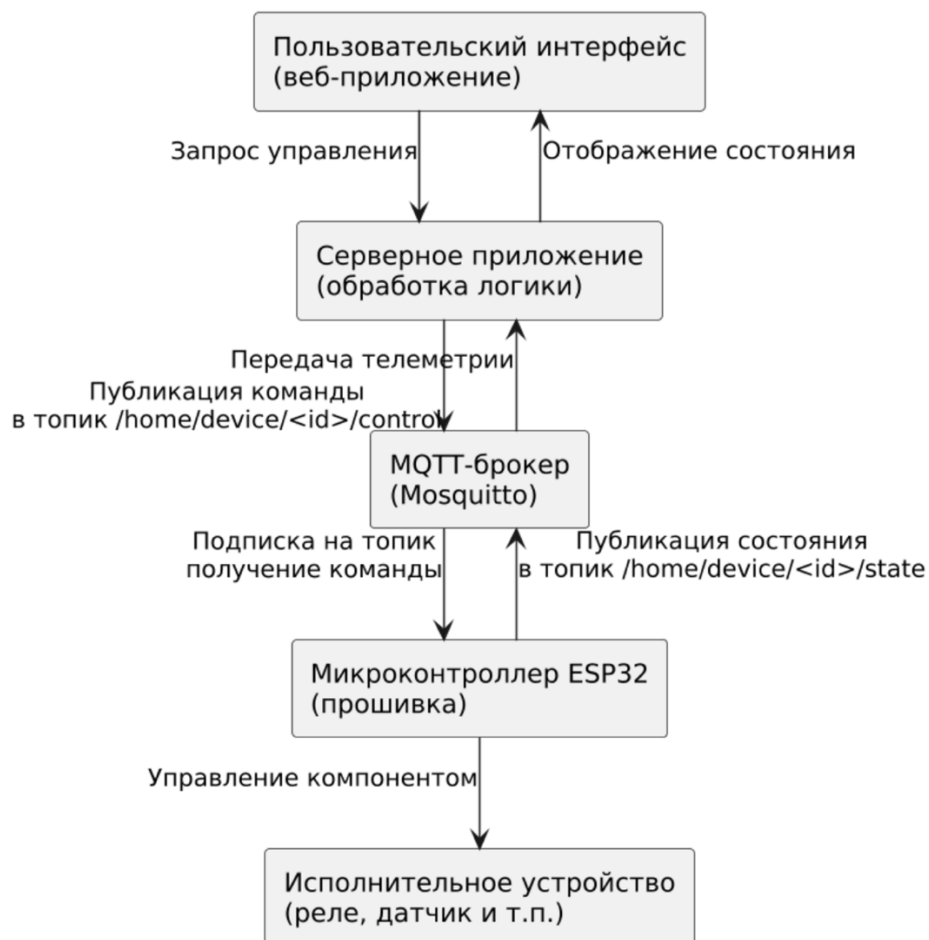 Пользовательский интерфейс
(веб-приложение)
Запрос управления
Отображение состояния
Серверное приложение
(обработка логики)
Передача телеметрии
Публикация команды
в топик /home/device/<id>/control
MQTT-брокер
(Mosquitto)
Подписка на топик
получение команды
Публикация состояния
в топик /home/device/<id>/state
Микроконтроллер ESP32
(прошивка)
Управление компонентом
Исполнительное устройство
(реле, датчик и т.п.)